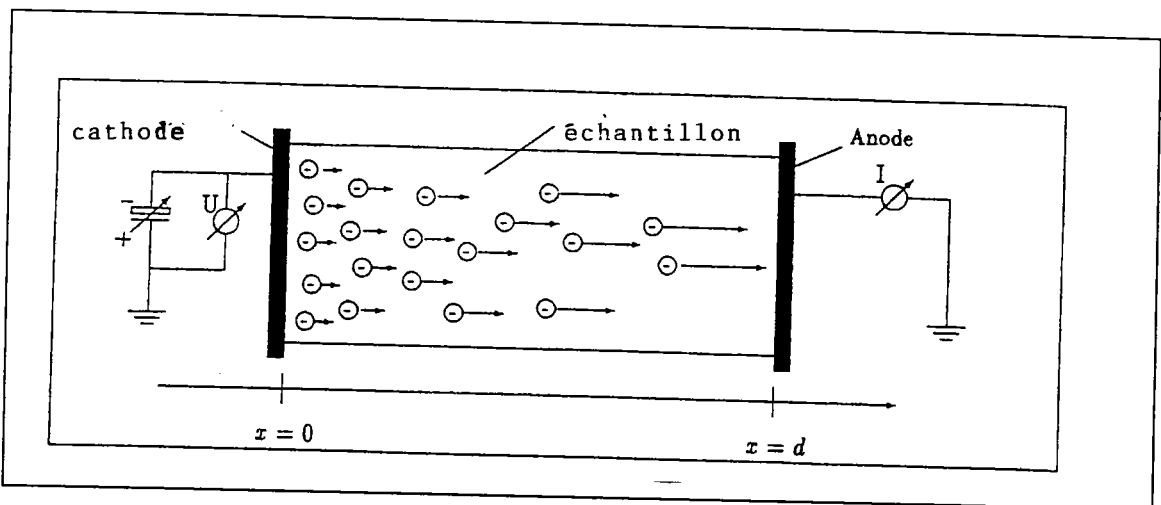 cathode
échantillon
Anode
I
-
U
+
x = 0
x = d